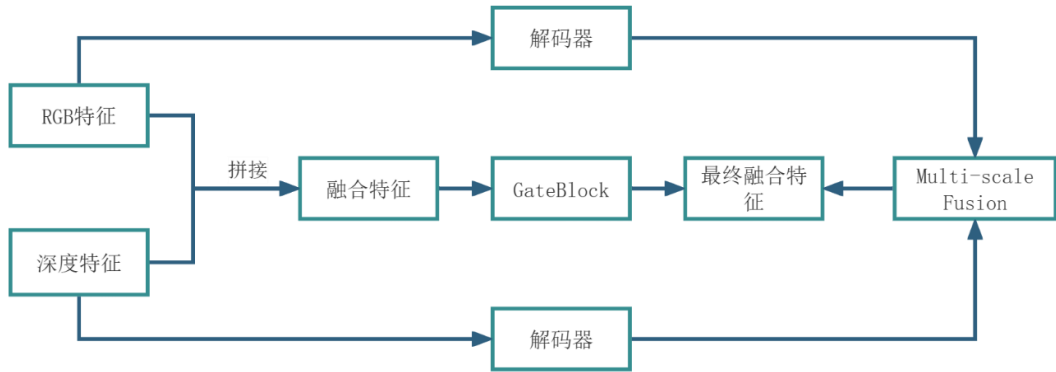 解码器
RGB特征
拼接
融合特征
GateBlock
最终融合特
征
Multi-scale
Fusion
深度特征
解码器